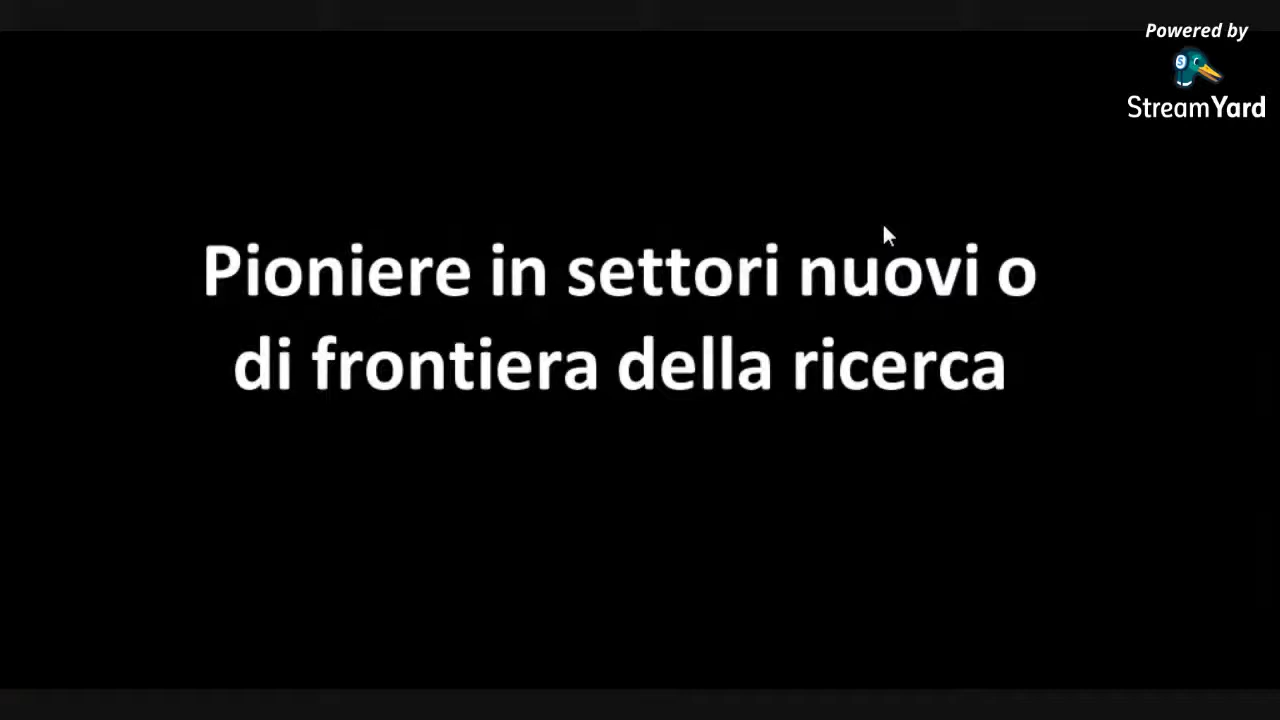 Powered by
StreamYard
Pioniere in settori nuovi o
di frontiera della ricerca